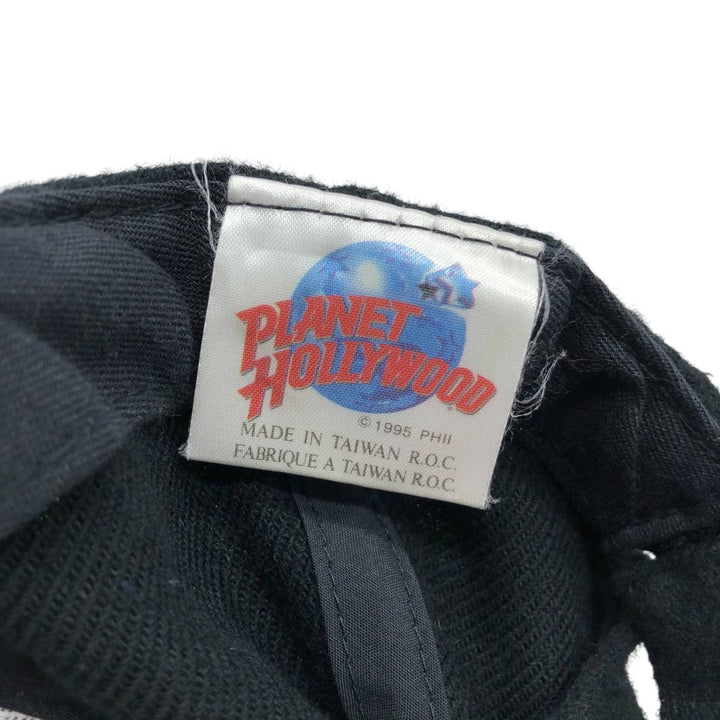 PLANET
HOLLYWOOD
© 1995 PHII
MADE IN TAIWAN R.O.C.
FABRIQUE A TAIWAN R.O.C.